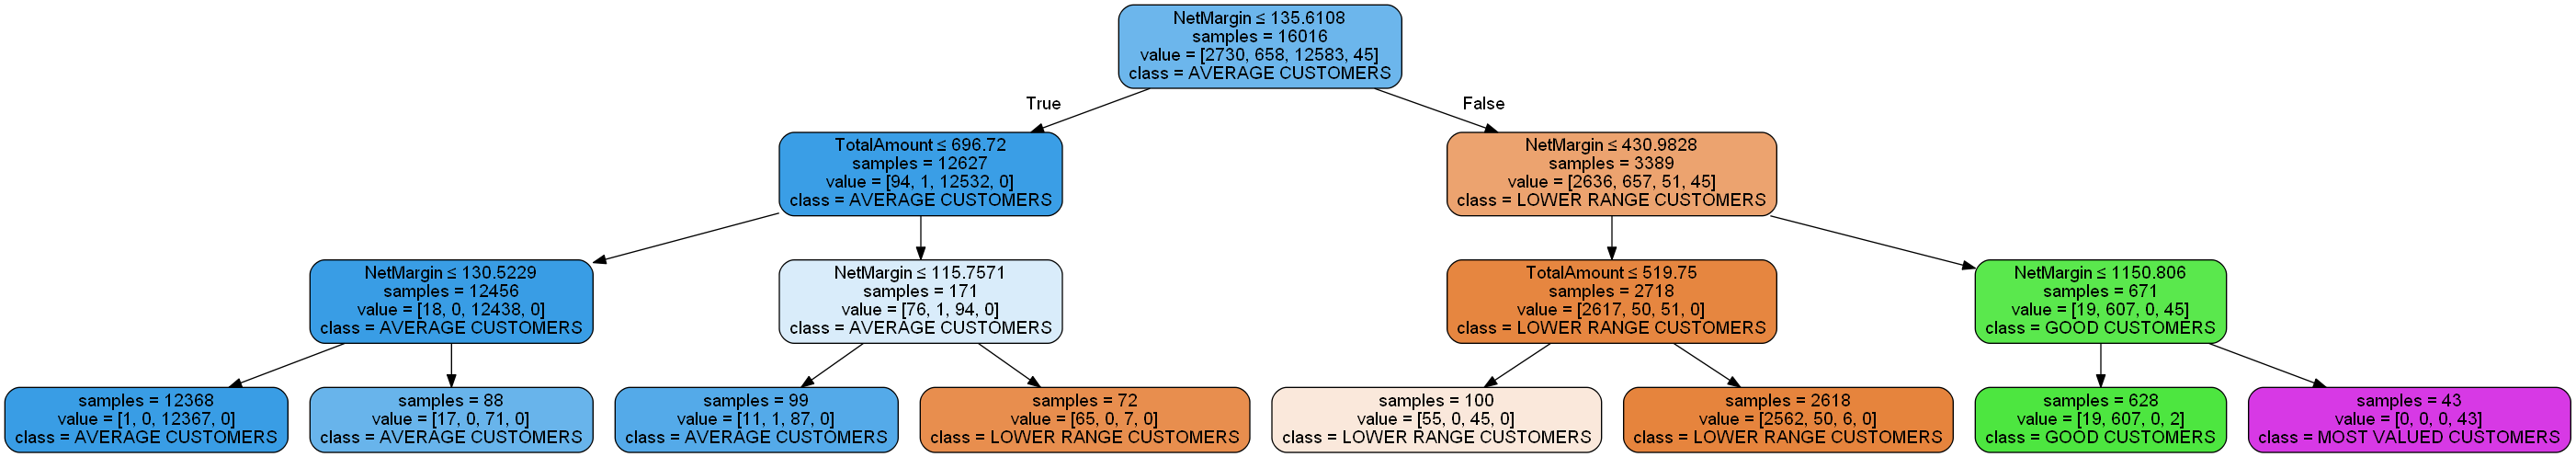 NetMargin ≤ 135.6108
samples = 16016
value = [2730, 658, 12583, 45]
class = AVERAGE CUSTOMERS
True
False
TotalAmount ≤ 696.72
samples = 12627
value = [94, 1, 12532, 0]
class = AVERAGE CUSTOMERS
NetMargin ≤ 430.9828
samples = 3389
value = [2636, 657, 51, 45]
class = LOWER RANGE CUSTOMERS
NetMargin ≤ 130.5229
samples = 12456
value = [18, 0, 12438, 0]
class = AVERAGE CUSTOMERS
NetMargin ≤ 115.7571
samples = 171
value = [76, 1, 94, 0]
class = AVERAGE CUSTOMERS
TotalAmount ≤ 519.75
samples = 2718
value = [2617, 50, 51, 0]
class = LOWER RANGE CUSTOMERS
NetMargin ≤ 1150.806
samples = 671
value = [19, 607, 0, 45]
class = GOOD CUSTOMERS
samples = 12368
value = [1, 0, 12367, 0]
class = AVERAGE CUSTOMERS
samples = 88
value = [17, 0, 71, 0]
class = AVERAGE CUSTOMERS
samples = 99
value = [11, 1, 87, 0]
class = AVERAGE CUSTOMERS
samples = 72
value = [65, 0, 7, 0]
class = LOWER RANGE CUSTOMERS
samples = 100
value = [55, 0, 45, 0]
class = LOWER RANGE CUSTOMERS
samples = 2618
value = [2562, 50, 6, 0]
class = LOWER RANGE CUSTOMERS
samples = 628
value = [19, 607, 0, 2]
class = GOOD CUSTOMERS
samples = 43
value = [0, 0, 0, 43]
class = MOST VALUED CUSTOMERS